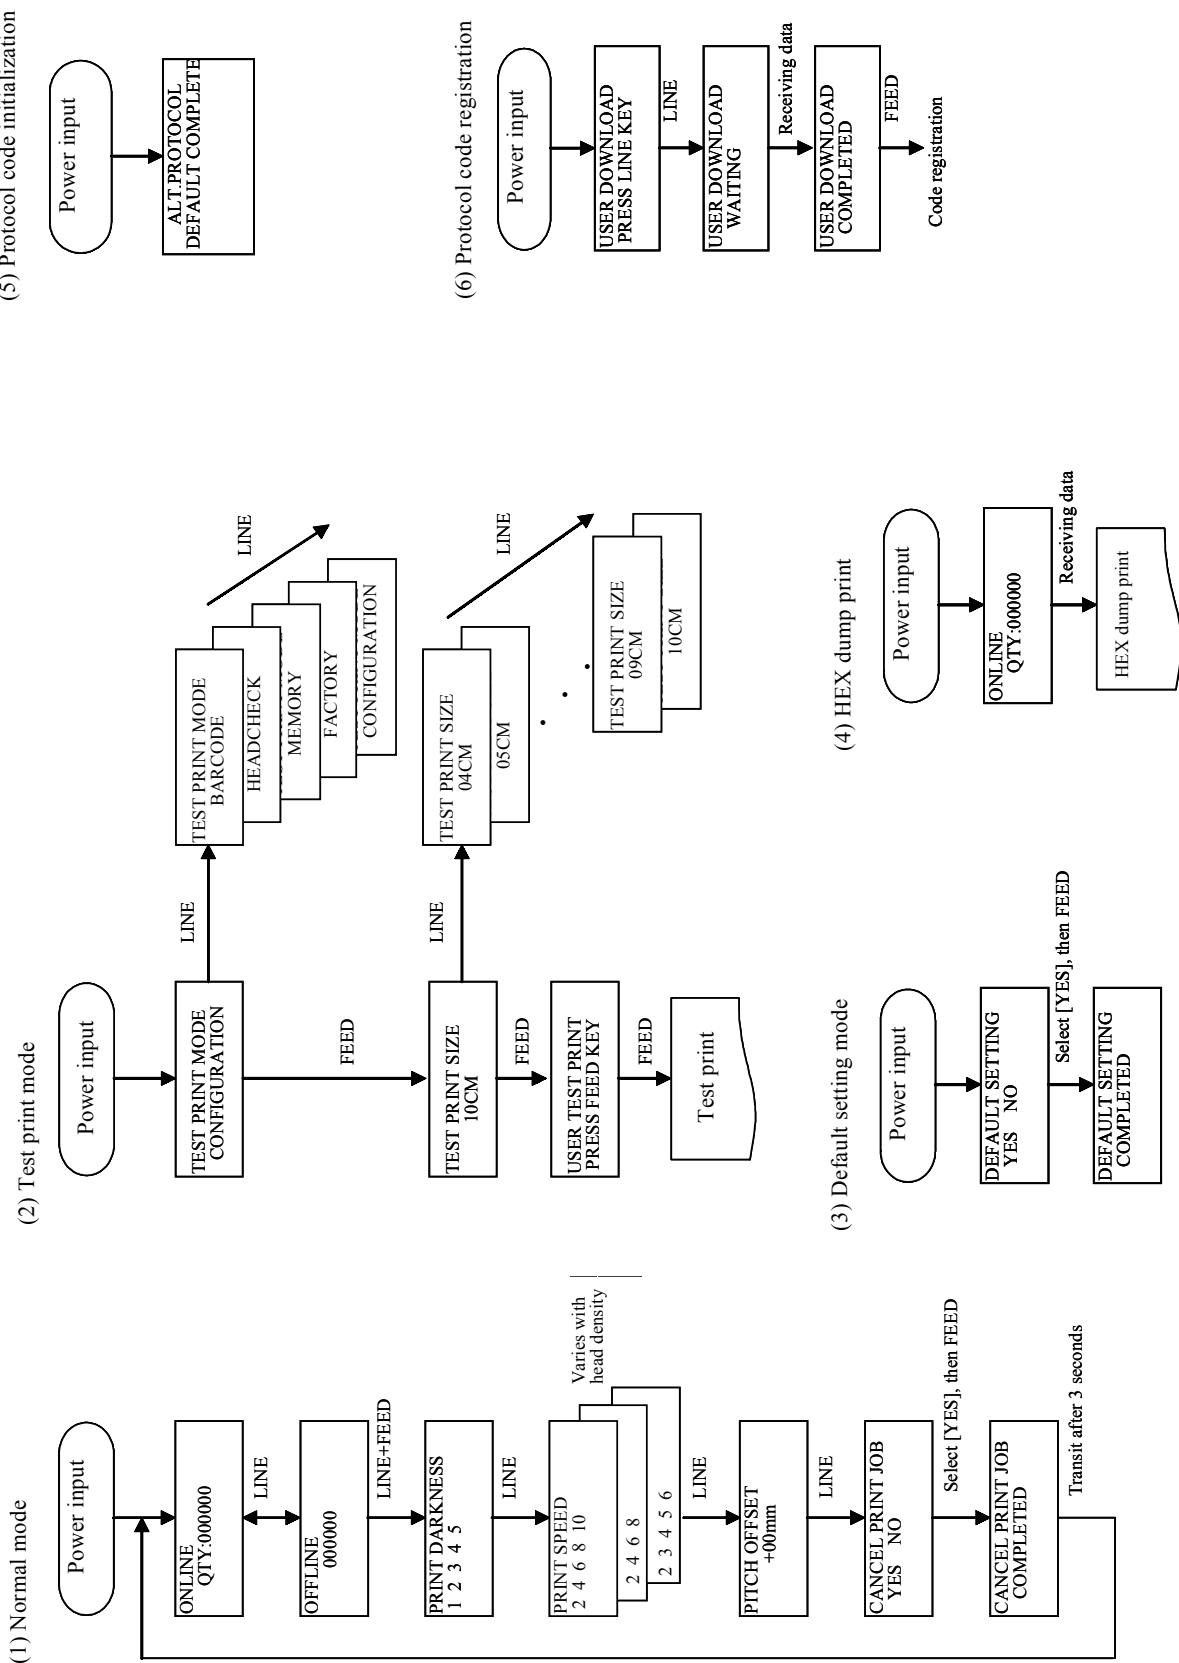 (1) Normal mode
Power input
ONLINE
QTY:000000
LINE
OFFLINE
000000
LINE+FEED
PRINT DARKNESS
1 2 3 4 5
LINE
PRINT SPEED
2 4 6 8 10
2 4 6 8
2 3 4 5 6
Varies with
head density
LINE
PITCH OFFSET
+00mm
LINE
CANCEL PRINT JOB
YES NO
Select [YES], then FEED
CANCEL PRINT JOB
COMPLETED
Transit after 3 seconds
(2) Test print mode
Power input
TEST PRINT MODE
CONFIGURATION
LINE
TEST PRINT MODE
BARCODE
HEADCHECK
MEMORY
FACTORY
CONFIGURATION
LINE
FEED
TEST PRINT SIZE
10CM
LINE
TEST PRINT SIZE
04CM
05CM
TEST PRINT SIZE
09CM
10CM
LINE
FEED
USER TEST PRINT
PRESS FEED KEY
FEED
Test print
(3) Default setting mode
Power input
DEFAULT SETTING
YES NO
Select [YES], then FEED
DEFAULT SETTING
COMPLETED
(4) HEX dump print
Power input
ONLINE
QTY:000000
Receiving data
HEX dump print
(5) Protocol code initialization
Power input
ALT.PROTOCOL
DEFAULT COMPLETE
(6) Protocol code registration
Power input
USER DOWNLOAD
PRESS LINE KEY
LINE
USER DOWNLOAD
WAITING
Receiving data
USER DOWNLOAD
COMPLETED
FEED
Code registration